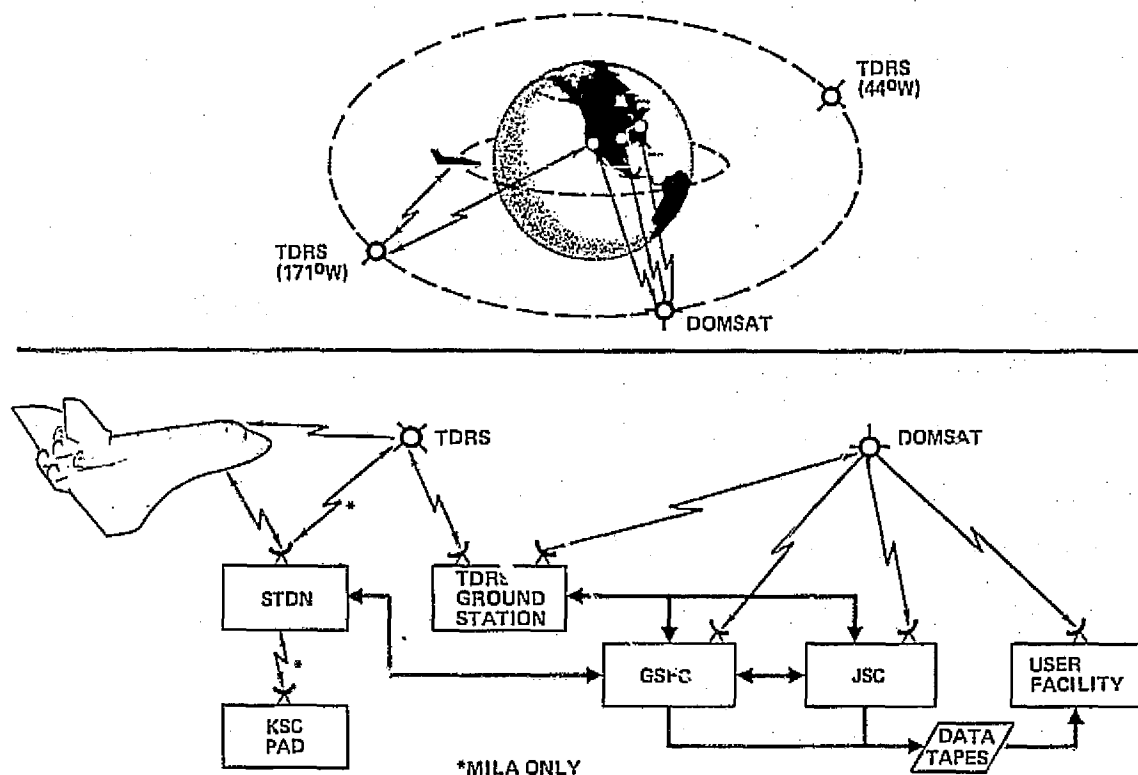 TDRS
(44°W)
TDRS
(171°W)
DOMSAT
TDRS
DOMSAT
*
STDN
TDRS
GROUND
STATION
*
GSFC
JSC
USER
FACILITY
KSC
PAD
DATA
TAPES
*MILA ONLY